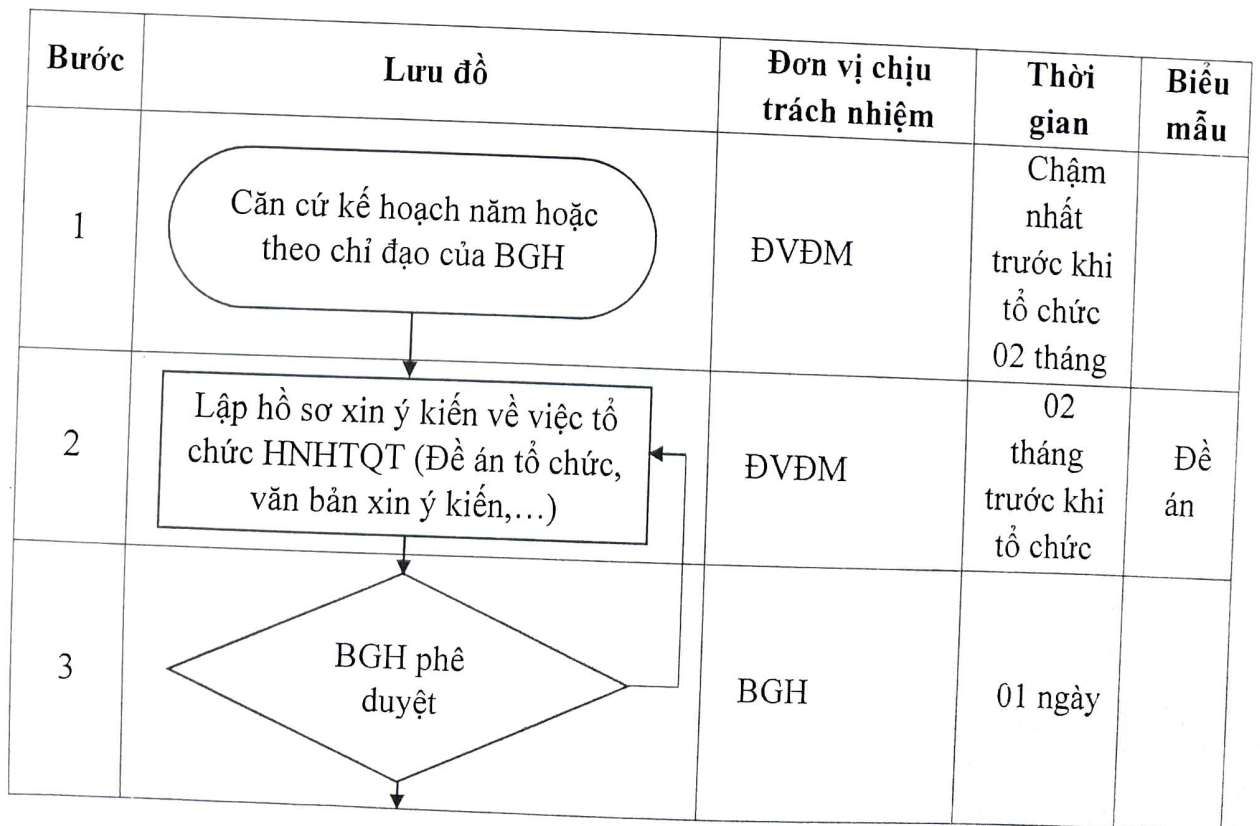 Bước
Lưu đồ
Đơn vị chịu
trách nhiệm
Thời
gian
Biểu
mẫu
1
Căn cứ kế hoạch năm hoặc
theo chỉ đạo của BGH
ĐVĐM
Chậm
nhất
trước khi
tổ chức
02 tháng
2
Lập hồ sơ xin ý kiến về việc tổ
chức HNHTQT (Đề án tổ chức,
văn bản xin ý kiến,…)
ĐVĐM
02
tháng
trước khi
tổ chức
Đề
án
3
BGH phê
duyệt
BGH
01 ngày